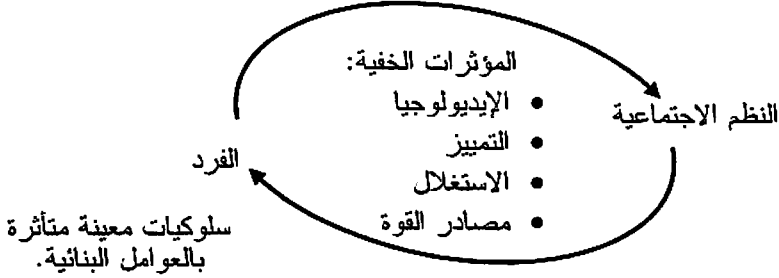 المؤثرات الخفية:
• الإيديولوجيا
• التمييز
• الاستغلال
• مصادر القوة
النظم الاجتماعية
الفرد
سلوكيات معينة متأثرة
بالعوامل البنائية.